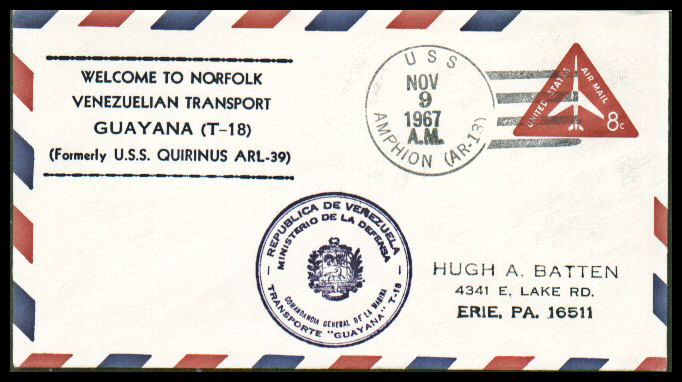 WELCOME TO NORFOLK
VENEZUELIAN TRANSPORT
GUAYANA (T-18)
(Formerly U.S.S. QUIRINUS ARL-39)
USS
NOV
9
1967
A.M.
AMPHION (AR-13)
UNITED STATES
AIR MAIL
8c
REPUBLICA DE VENEZUELA
MINISTERIO DE LA DEFENSA
COMANDANCIA GENERAL DE LA MARINA
TRANSPORTE "GUAYANA" T-18
HUGH A. BATTEN
4341 E, LAKE RD.
ERIE, PA. 16511